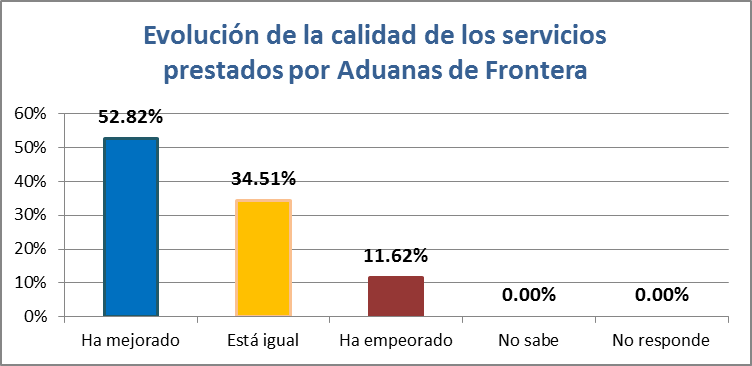 Evolución de la calidad de los servicios
prestados por Aduanas de Frontera
60%
52.82%
50%
40%
34.51%
30%
20%
11.62%
10%
0.00%
0.00%
0%
Ha mejorado
Está igual
Ha empeorado
No sabe
No responde